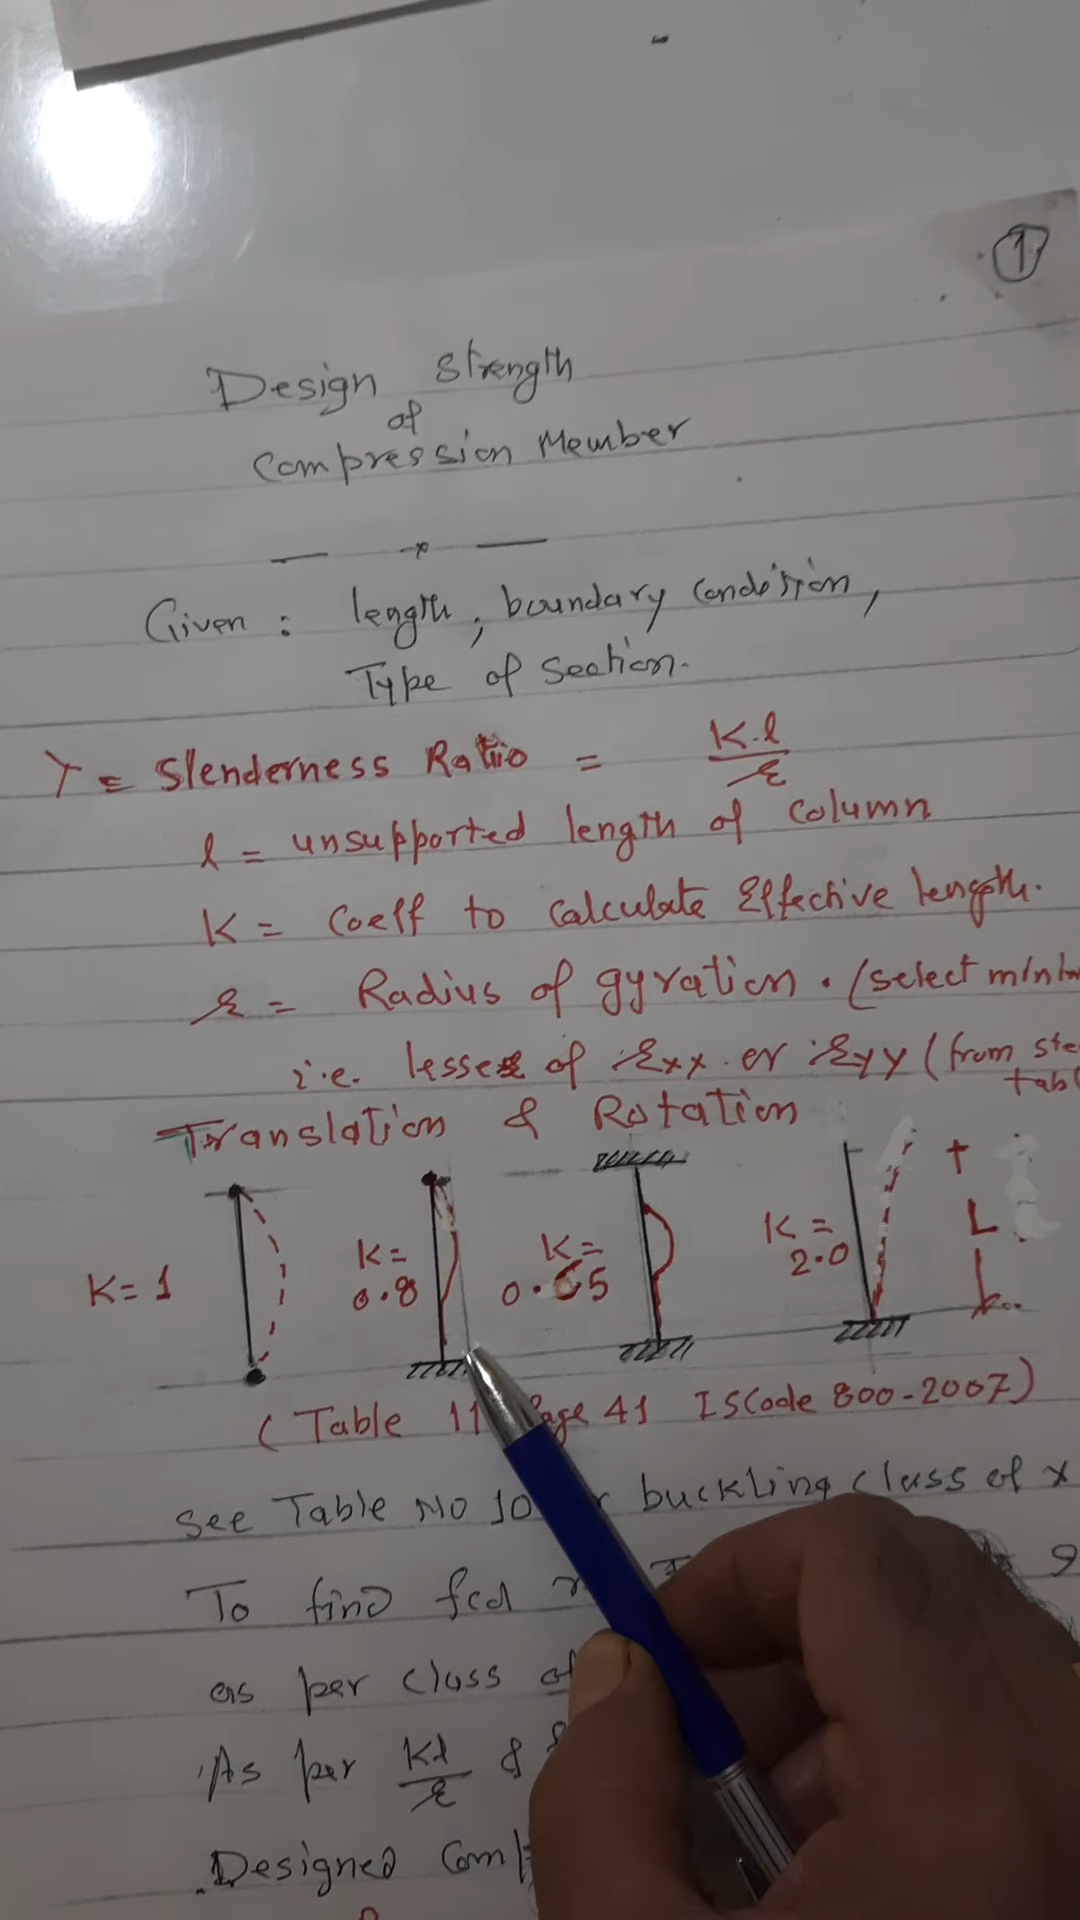 1
Design Strength
of
Compression Member
Given : length, boundary condition,
Type of Section.
λ = Slenderness Ratio = K.l / r
l = unsupported length of column
K = Coeff to calculate Effective length.
r = Radius of gyration. (select
i.e. lesser of rxx or ryy (from
Translation & Rotation
K = 1
K = 0.8
K = 0.65
K = 2.0
L
(Table 11 Page 41 IS Code 800-2007)
See Table No 10 buckling class of x
To find fcd 9
as per class of
As per Kl / r &
Designed